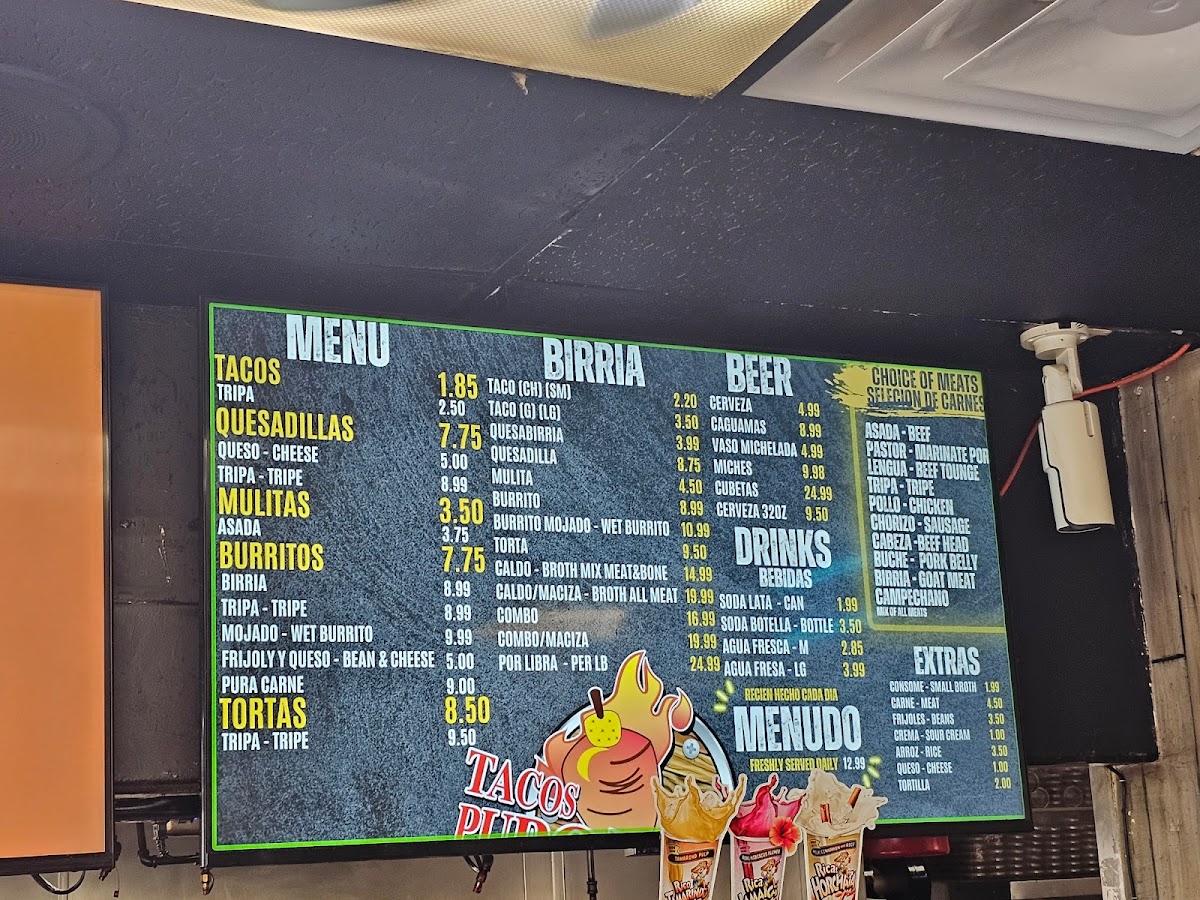 MENU
TACOS 1.85
TRIPA 2.50
QUESADILLAS 7.75
QUESO - CHEESE 5.00
TRIPA - TRIPE 8.99
MULITAS 3.50
ASADA 3.75
BURRITOS 7.75
BIRRIA 8.99
TRIPA - TRIPE 8.99
MOJADO - WET BURRITO 9.99
FRIJOLY Y QUESO - BEAN & CHEESE 5.00
PURA CARNE 9.00
TORTAS 8.50
TRIPA - TRIPE 9.50
BIRRIA
TACO (CH) (SM) 2.20
TACO (G) (LG) 3.50
QUESABIRRIA 3.99
QUESADILLA 8.75
MULITA 4.50
BURRITO 8.99
BURRITO MOJADO - WET BURRITO 10.99
TORTA 9.50
CALDO - BROTH MIX MEAT&BONE 14.99
CALDO/MACIZA - BROTH ALL MEAT 19.99
COMBO 16.99
COMBO/MACIZA 19.99
POR LIBRA - PER LB 24.99
TACOS
BEER
CERVEZA 4.99
CAGUAMAS 8.99
VASO MICHELADA 4.99
MICHES 9.98
CUBETAS 24.99
CERVEZA 32OZ 9.50
DRINKS
BEBIDAS
SODA LATA - CAN 1.99
SODA BOTELLA - BOTTLE 3.50
AGUA FRESCA - M 2.85
AGUA FRESA - LG 3.99
RECIEN HECHO CADA DIA
MENUDO
FRESHLY SERVED DAILY 12.99
CHOICE OF MEATS
SELECION DE CARNES
ASADA - BEEF
PASTOR - MARINATE POR
LENGUA - BEEF TOUNGE
TRIPA - TRIPE
POLLO - CHICKEN
CHORIZO - SAUSAGE
CABEZA -BEEF HEAD
BUCHE - PORK BELLY
BIRRIA - GOAT MEAT
CAMPECHANO
MIX OF ALL MEATS
EXTRAS
CONSOME - SMALL BROTH 1.99
CARNE - MEAT 4.50
FRIJOLES - BEANS 3.50
CREMA - SOUR CREAM 1.00
ARROZ - RICE 3.50
QUESO - CHEESE 1.00
TORTILLA 2.00
TAMARIND PULP
Rico
Rica
JAMAICA
Rica
HORCHATA